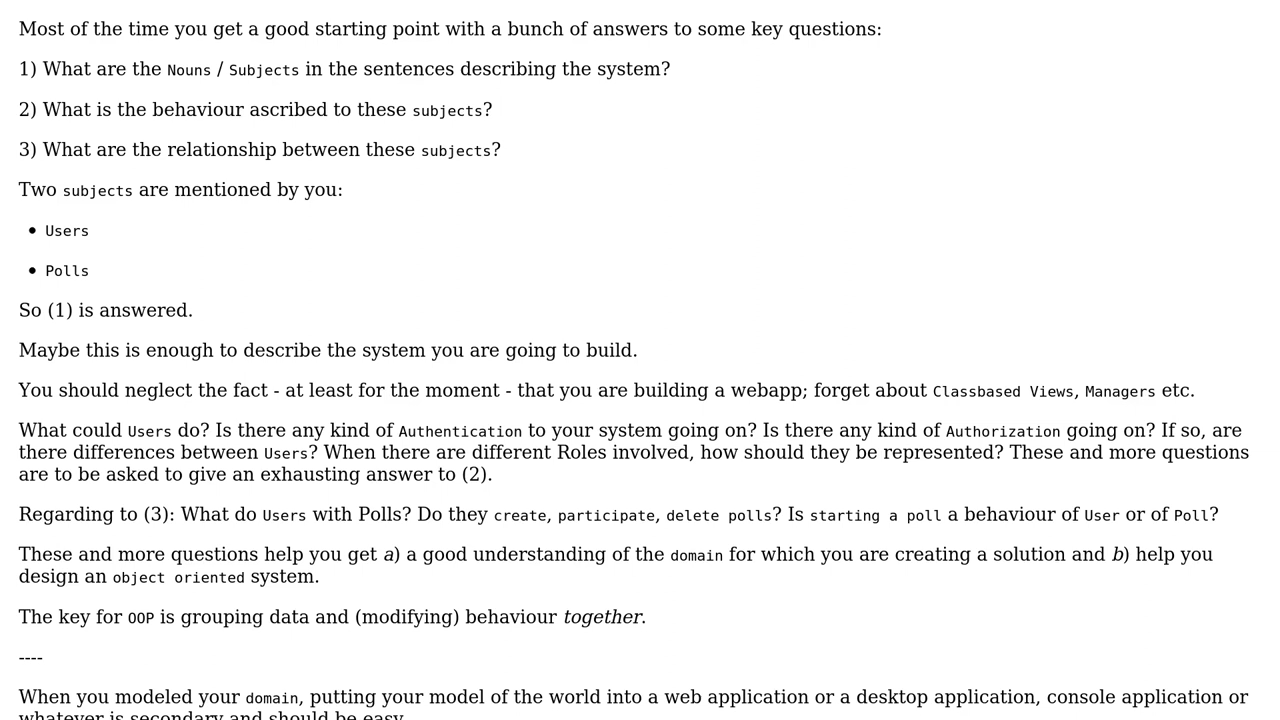 Most of the time you get a good starting point with a bunch of answers to some key questions:
1) What are the Nouns / Subjects in the sentences describing the system?
2) What is the behaviour ascribed to these subjects?
3) What are the relationship between these subjects?
Two subjects are mentioned by you:
• Users
• Polls
So (1) is answered.
Maybe this is enough to describe the system you are going to build.
You should neglect the fact - at least for the moment - that you are building a webapp; forget about Classbased Views, Managers etc.
What could Users do? Is there any kind of Authentication to your system going on? Is there any kind of Authorization going on? If so, are
there differences between Users? When there are different Roles involved, how should they be represented? These and more questions
are to be asked to give an exhausting answer to (2).
Regarding to (3): What do Users with Polls? Do they create, participate, delete polls? Is starting a poll a behaviour of User or of Poll?
These and more questions help you get a) a good understanding of the domain for which you are creating a solution and b) help you
design an object oriented system.
The key for OOP is grouping data and (modifying) behaviour together.
----
When you modeled your domain, putting your model of the world into a web application or a desktop application, console application or
whatever is secondary and should be easy.